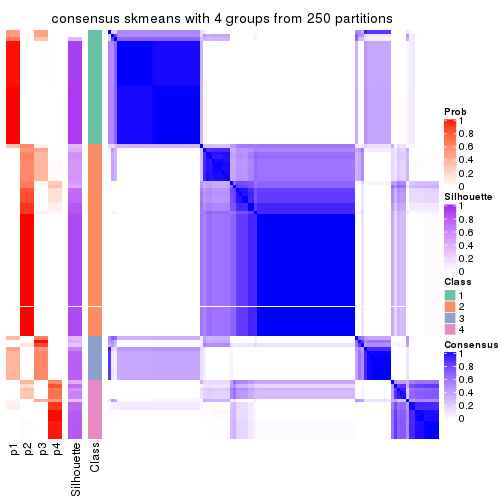 consensus skmeans with 4 groups from 250 partitions
Prob
1
0.8
0.6
0.4
0.2
0
Silhouette
1
0.8
0.6
0.4
0.2
0
Class
1
2
3
4
Consensus
1
0.8
0.6
0.4
0.2
0
p1
p2
p3
p4
Silhouette
Class